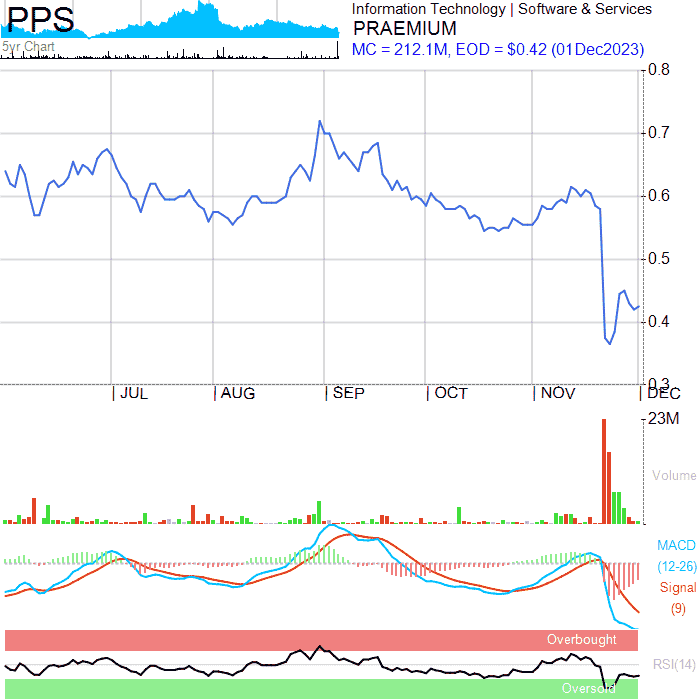 PPS
5yr Chart
Information Technology | Software & Services
PRAEMIUM
MC = 212.1M, EOD = $0.42 (01Dec2023)
0.8
0.7
0.6
0.5
0.4
0.3
JUL AUG SEP OCT NOV DEC
23M
Volume
MACD
(12-26)
Signal
(9)
Overbought
RSI(14)
Oversold